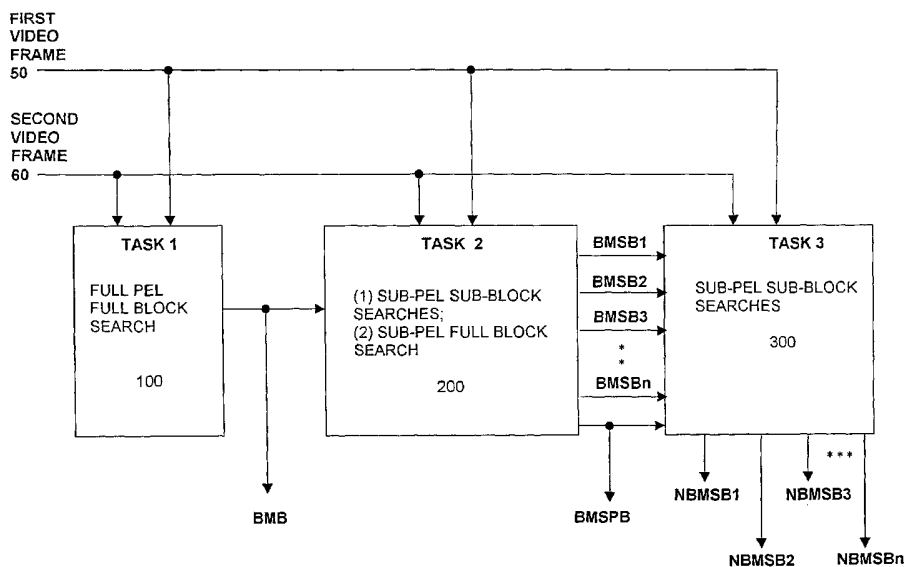 FIRST
VIDEO
FRAME
50
SECOND
VIDEO
FRAME
60
TASK 1
FULL PEL
FULL BLOCK
SEARCH
100
TASK 2
(1) SUB-PEL SUB-BLOCK
SEARCHES;
(2) SUB-PEL FULL BLOCK
SEARCH
200
BMSB1
BMSB2
BMSB3
*
*
BMSBn
TASK 3
SUB-PEL SUB-BLOCK
SEARCHES
300
BMB
BMSPB
NBMSB1
NBMSB3
***
NBMSB2
NBMSBn